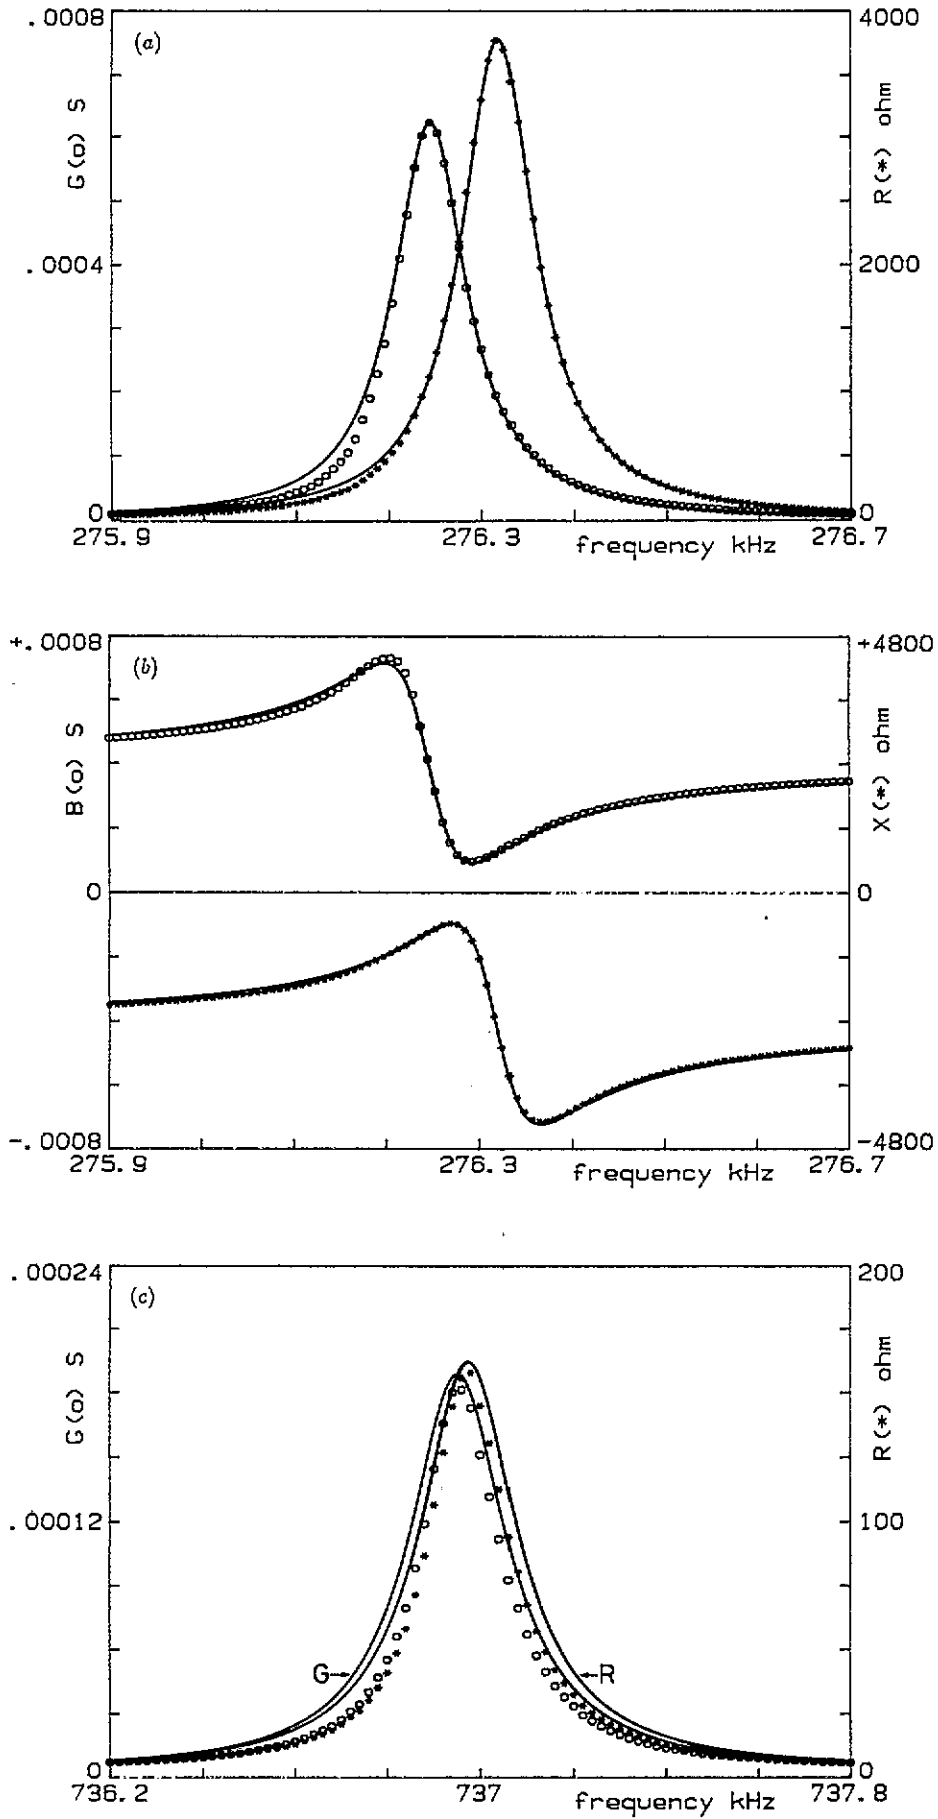 .0008
(a)
4000
G(o) S
R(*) ohm
.0004
2000
0
0
275.9
276.3
frequency kHz
276.7
+.0008
(b)
+4800
B(o) S
X(*) ohm
0
0
-.0008
-4800
275.9
276.3
frequency kHz
276.7
.00024
(c)
200
G(o) S
R(*) ohm
.00012
100
G
R
0
0
736.2
737
frequency kHz
737.8